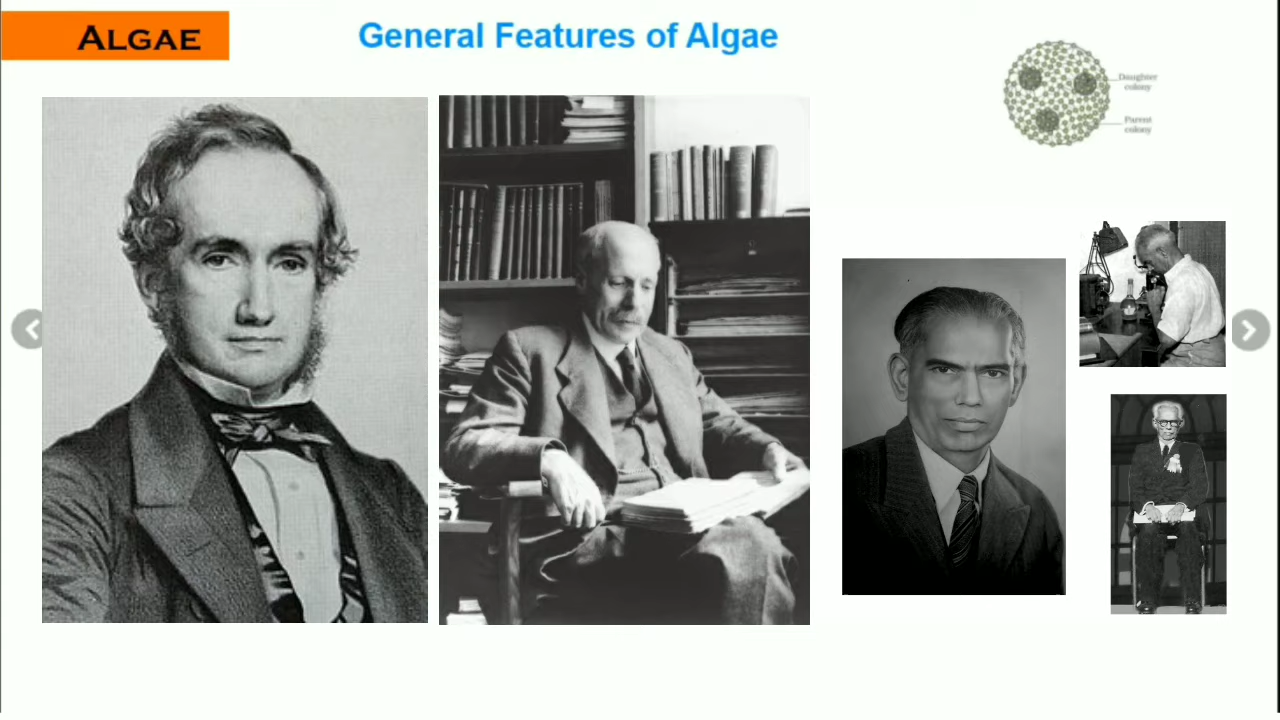 ALGAE
General Features of Algae
Daughter
colony
Parent
colony